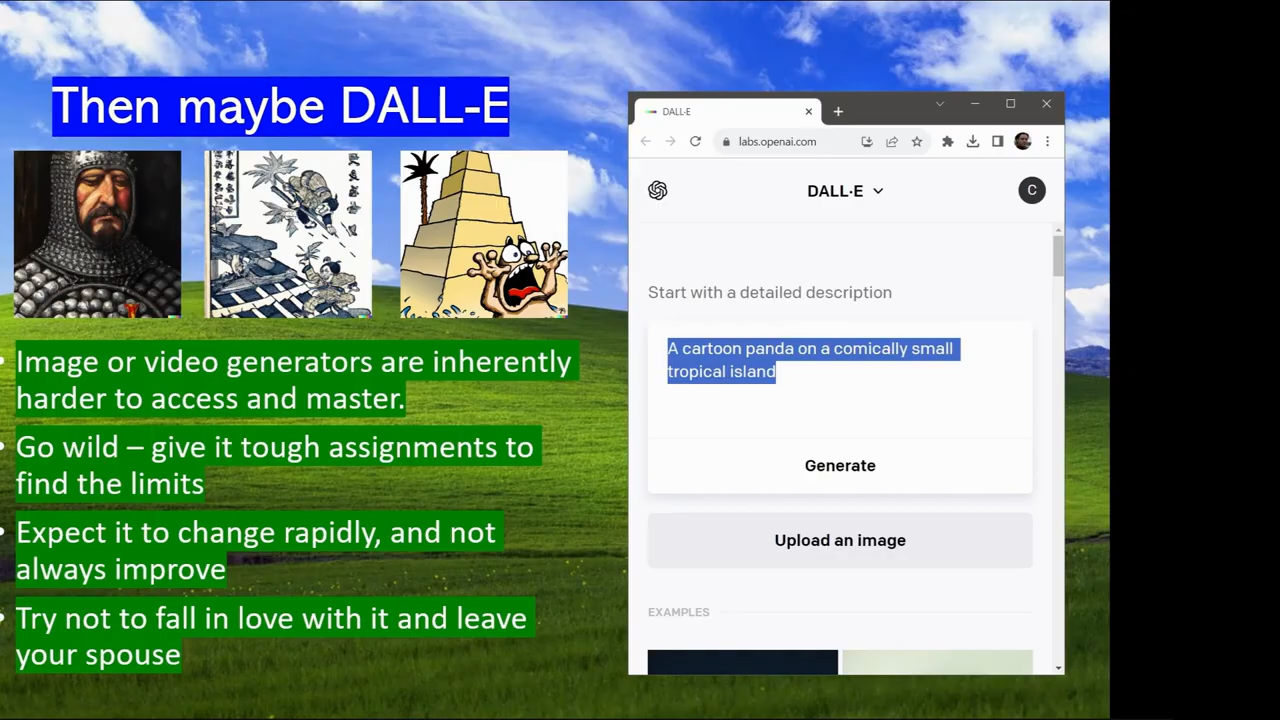 Then maybe DALL-E
• Image or video generators are inherently
harder to access and master.
• Go wild – give it tough assignments to
find the limits
• Expect it to change rapidly, and not
always improve
• Try not to fall in love with it and leave
your spouse
DALL-E
labs.openai.com
DALL·E
C
Start with a detailed description
A cartoon panda on a comically small
tropical island
Generate
Upload an image
EXAMPLES